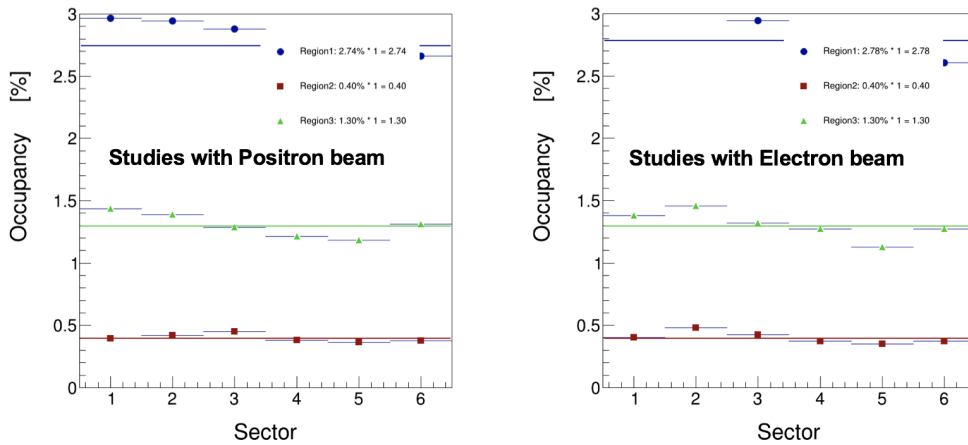 3
2.5
2
1.5
1
0.5
0
Occupancy [%]
Region1: 2.74% * 1 = 2.74
Region2: 0.40% * 1 = 0.40
Region3: 1.30% * 1 = 1.30
Studies with Positron beam
1 2 3 4 5 6
Sector
3
2.5
2
1.5
1
0.5
0
Occupancy [%]
Region1: 2.78% * 1 = 2.78
Region2: 0.40% * 1 = 0.40
Region3: 1.30% * 1 = 1.30
Studies with Electron beam
1 2 3 4 5 6
Sector